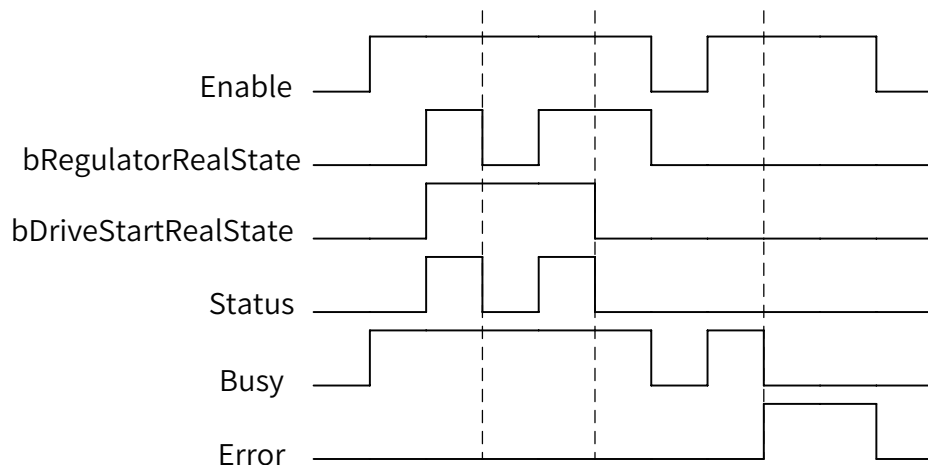 Enable
bRegulatorRealState
bDriveStartRealState
Status
Busy
Error